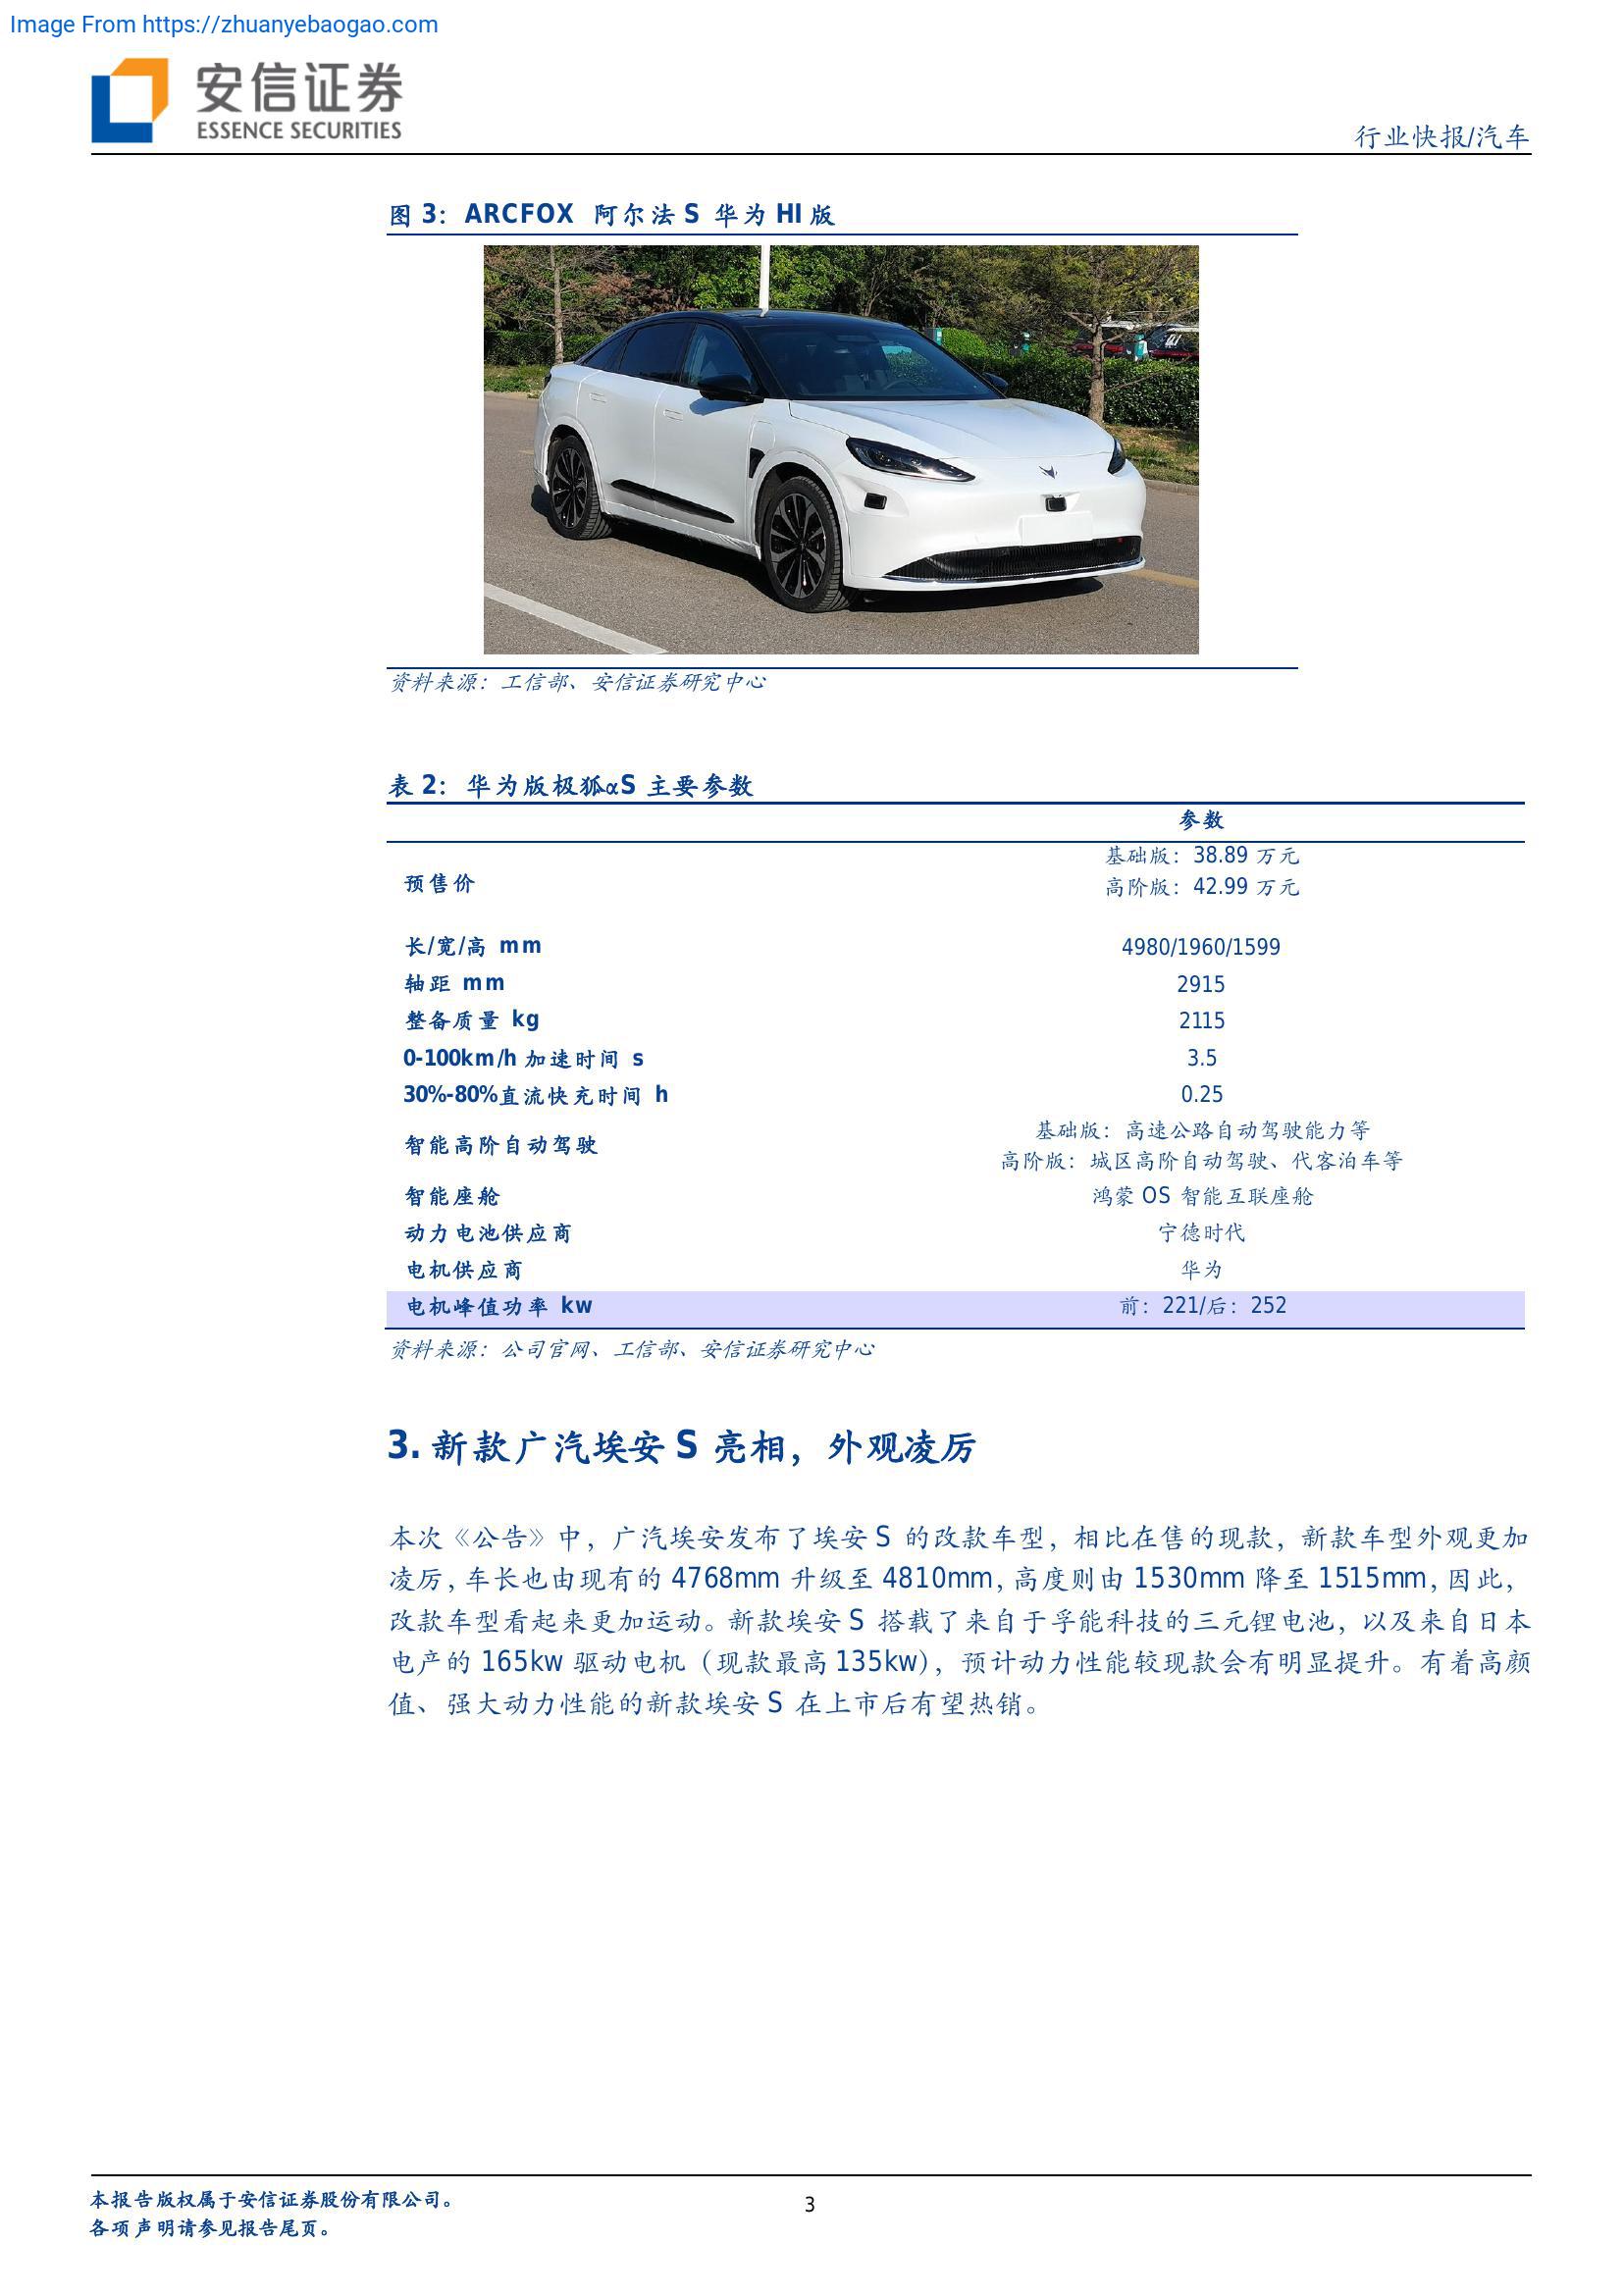 Image From https://zhuanyebaogao.com
安信证券
ESSENCE SECURITIES
行业快报/汽车
图 3：ARCFOX 阿尔法 S 华为 HI 版
资料来源：工信部、安信证券研究中心
表 2：华为版极狐αS 主要参数
参数
预售价
基础版：38.89 万元
高阶版：42.99 万元
长/宽/高 mm 4980/1960/1599
轴距 mm 2915
整备质量 kg 2115
0-100km/h 加速时间 s 3.5
30%-80%直流快充时间 h 0.25
智能高阶自动驾驶
基础版：高速公路自动驾驶能力等
高阶版：城区高阶自动驾驶、代客泊车等
智能座舱 鸿蒙 OS 智能互联座舱
动力电池供应商 宁德时代
电机供应商 华为
电机峰值功率 kw 前：221/后：252
资料来源：公司官网、工信部、安信证券研究中心
3. 新款广汽埃安 S 亮相，外观凌厉
本次《公告》中，广汽埃安发布了埃安 S 的改款车型，相比在售的现款，新款车型外观更加
凌厉，车长也由现有的 4768mm 升级至 4810mm，高度则由 1530mm 降至 1515mm，因此，
改款车型看起来更加运动。新款埃安 S 搭载了来自于孚能科技的三元锂电池，以及来自日本
电产的 165kw 驱动电机（现款最高 135kw），预计动力性能较现款会有明显提升。有着高颜
值、强大动力性能的新款埃安 S 在上市后有望热销。
本报告版权属于安信证券股份有限公司。
各项声明请参见报告尾页。
3